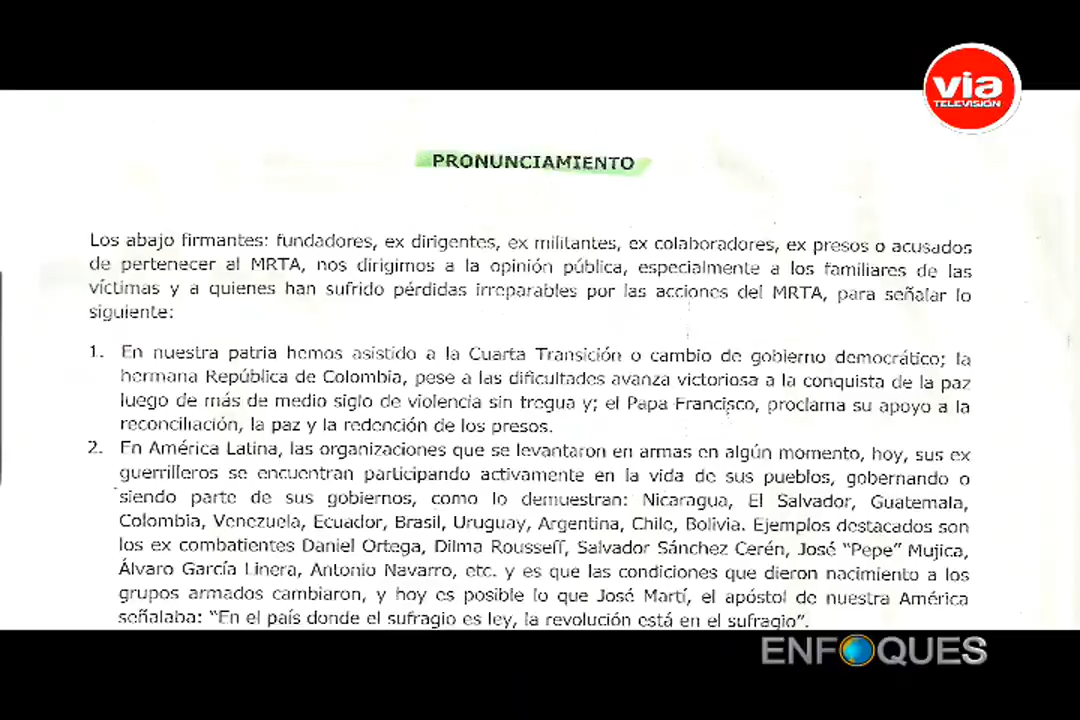 via
TELEVISIÓN
PRONUNCIAMIENTO
Los abajo firmantes: fundadores, ex dirigentes, ex militantes, ex colaboradores, ex presos o acusados
de pertenecer al MRTA, nos dirigimos a la opinión pública, especialmente a los familiares de las
víctimas y a quienes han sufrido pérdidas irreparables por las acciones del MRTA, para señalar lo
siguiente:
1. En nuestra patria hemos asistido a la Cuarta Transición o cambio de gobierno democrático; la
hermana República de Colombia, pese a las dificultades avanza victoriosa a la conquista de la paz
luego de más de medio siglo de violencia sin tregua y; el Papa Francisco, proclama su apoyo a la
reconciliación, la paz y la redención de los presos.
2. En América Latina, las organizaciones que se levantaron en armas en algún momento, hoy, sus ex
guerrilleros se encuentran participando activamente en la vida de sus pueblos, gobernando o
siendo parte de sus gobiernos, como lo demuestran: Nicaragua, El Salvador, Guatemala,
Colombia, Venezuela, Ecuador, Brasil, Uruguay, Argentina, Chile, Bolivia. Ejemplos destacados son
los ex combatientes Daniel Ortega, Dilma Rousseff, Salvador Sánchez Cerén, José “Pepe” Mujica,
Álvaro García Linera, Antonio Navarro, etc. y es que las condiciones que dieron nacimiento a los
grupos armados cambiaron, y hoy es posible lo que José Martí, el apóstol de nuestra América
señalaba: “En el país donde el sufragio es ley, la revolución está en el sufragio”.
ENFOQUES